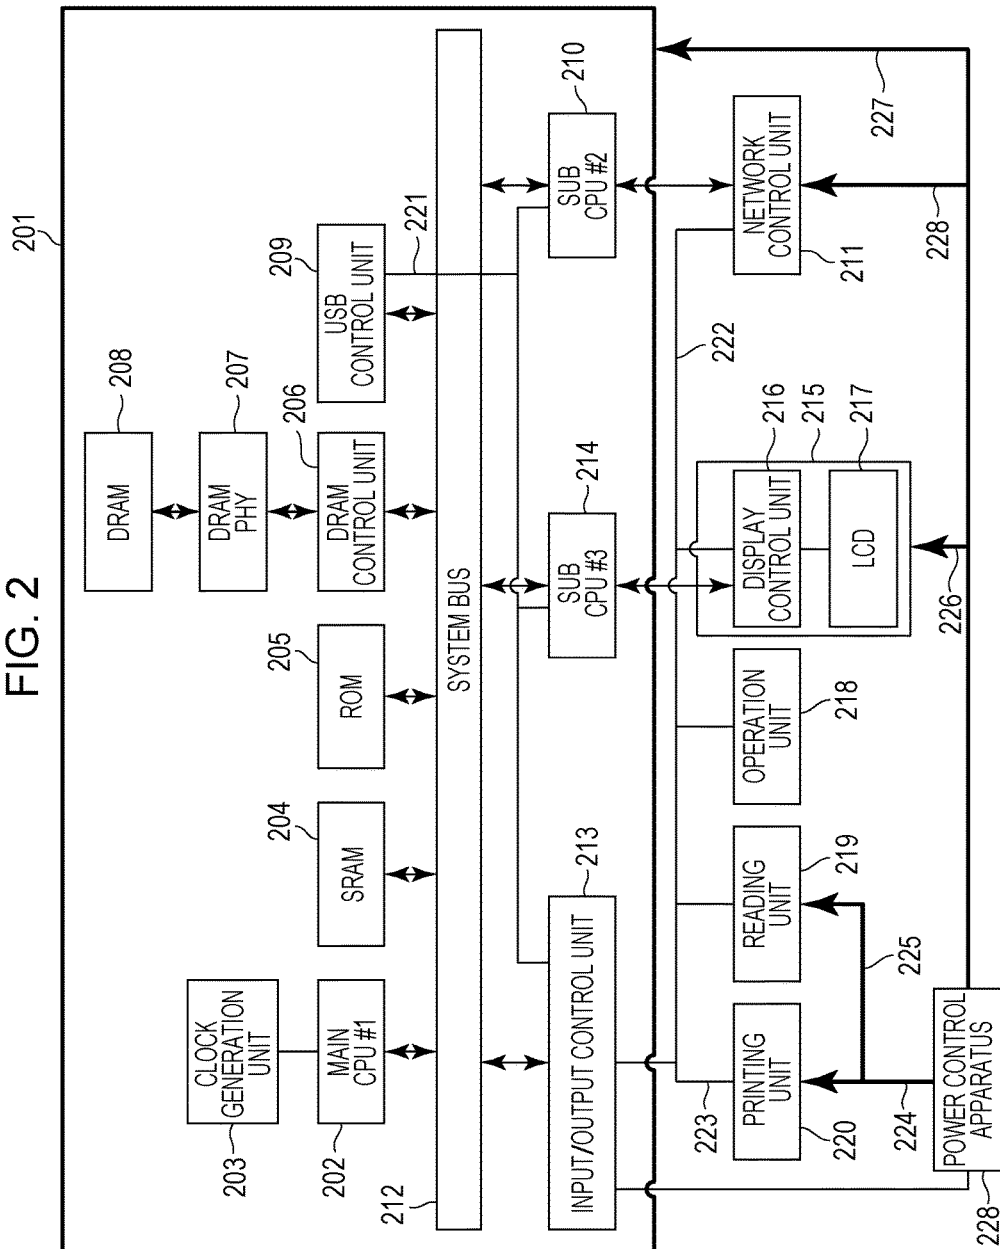 FIG. 2
201
CLOCK
GENERATION
UNIT
203
MAIN
CPU #1
202
SRAM
204
ROM
205
DRAM
208
DRAM
PHY
207
DRAM
CONTROL UNIT
206
USB
CONTROL UNIT
209
221
SYSTEM BUS
212
INPUT/OUTPUT CONTROL UNIT
213
SUB
CPU #3
214
SUB
CPU #2
210
222
223
PRINTING
UNIT
220
READING
UNIT
219
OPERATION
UNIT
218
DISPLAY
CONTROL UNIT
216
215
LCD
217
NETWORK
CONTROL UNIT
211
224
225
226
228
227
POWER CONTROL
APPARATUS
228